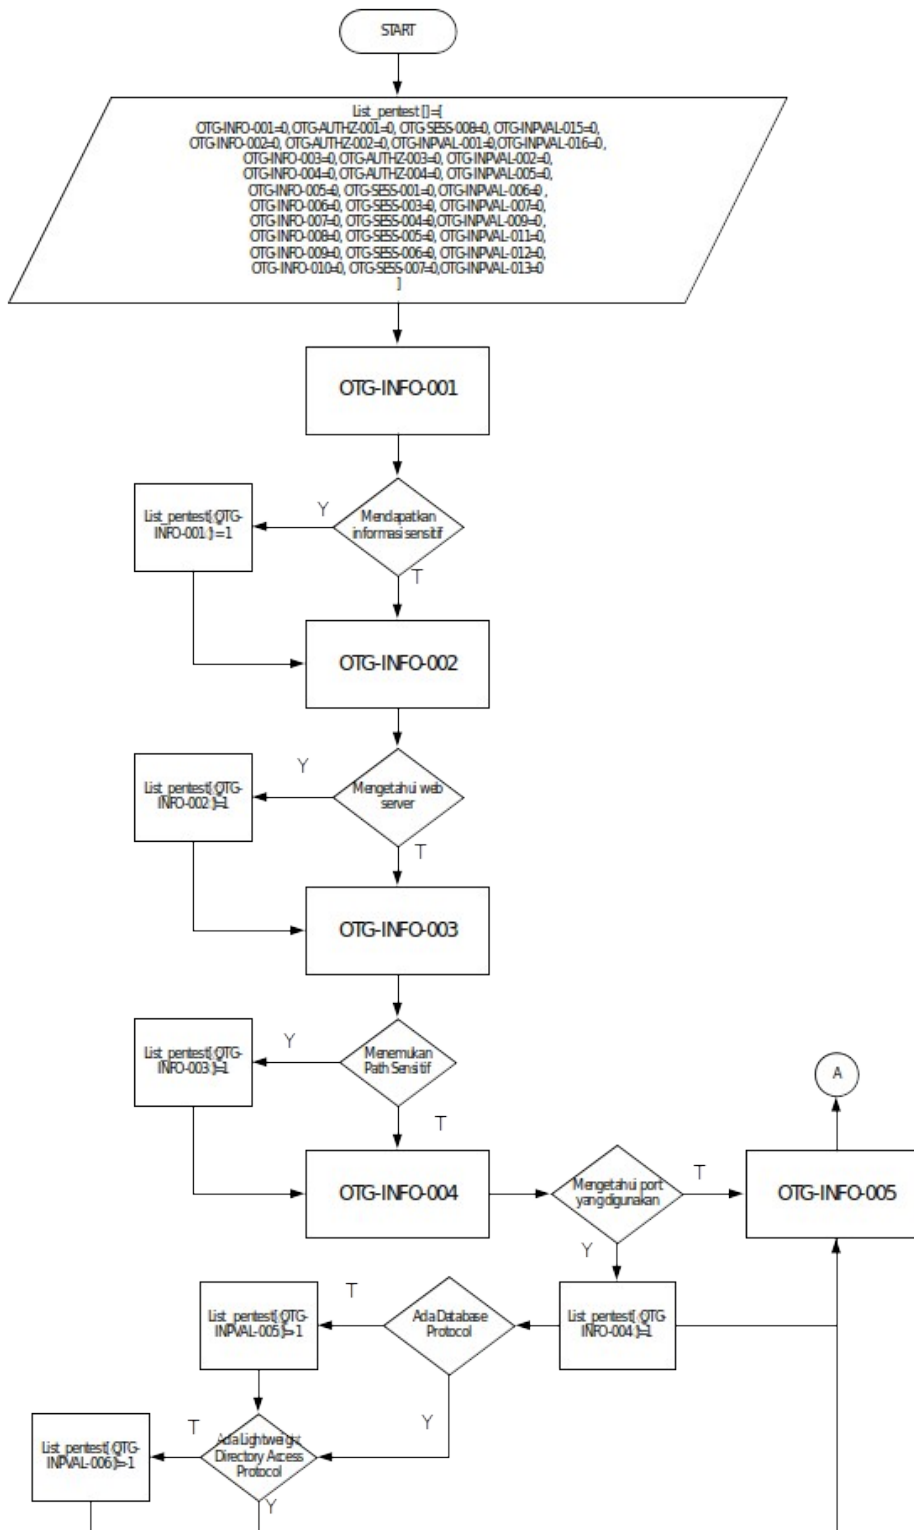 START
List_pentest []=[
OTG-INFO-001=0, OTG-AUTHZ-001=0, OTG-SESS-008=0, OTG-INPVAL-015=0,
OTG-INFO-002=0, OTG-AUTHZ-002=0, OTG-INPVAL-001=0,OTG-INPVAL-016=0,
OTG-INFO-003=0, OTG-AUTHZ-003=0, OTG-INPVAL-002=0,
OTG-INFO-004=0, OTG-AUTHZ-004=0, OTG-INPVAL-005=0,
OTG-INFO-005=0, OTG-SESS-001=0, OTG-INPVAL-006=0,
OTG-INFO-006=0, OTG-SESS-003=0, OTG-INPVAL-007=0,
OTG-INFO-007=0, OTG-SESS-004=0,OTG-INPVAL-009=0,
OTG-INFO-008=0, OTG-SESS-005=0, OTG-INPVAL-011=0,
OTG-INFO-009=0, OTG-SESS-006=0, OTG-INPVAL-012=0,
OTG-INFO-010=0, OTG-SESS-007=0,OTG-INPVAL-013=0
]
OTG-INFO-001
Mendapatkan
informasi sensitif
Y
List_pentest[OTG-
INFO-001]=1
T
OTG-INFO-002
Mengetahui web
server
Y
List_pentest[OTG-
INFO-002]=1
T
OTG-INFO-003
Menemukan
Path Sensitif
Y
List_pentest[OTG-
INFO-003]=1
T
OTG-INFO-004
Mengetahui port
yang digunakan
T
OTG-INFO-005
A
Y
List_pentest[OTG-
INFO-004]=1
Ada Database
Protocol
T
List_pentest[OTG-
INPVAL-005]=-1
Y
Ada Lightweight
Directory Access
Protocol
T
List_pentest[OTG-
INPVAL-006]=-1
Y